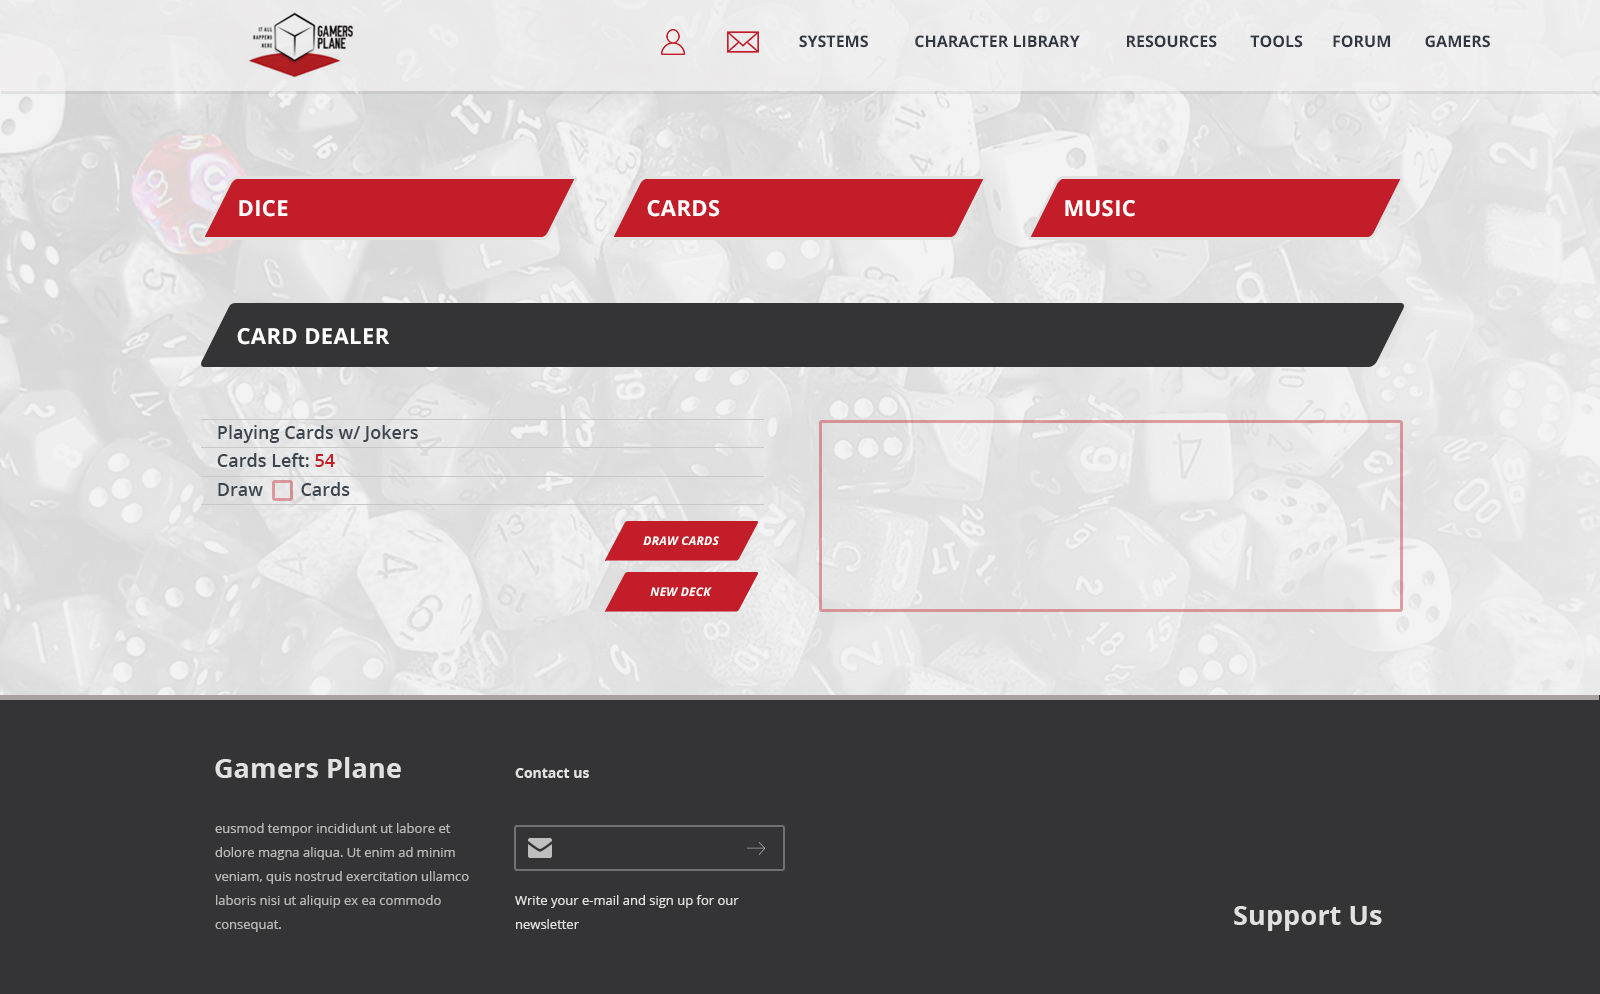 IT ALL
HAPPENS
HERE
GAMERS
PLANE
SYSTEMS
CHARACTER LIBRARY
RESOURCES
TOOLS
FORUM
GAMERS
DICE
CARDS
MUSIC
CARD DEALER
Playing Cards w/ Jokers
Cards Left: 54
Draw Cards
DRAW CARDS
NEW DECK
Gamers Plane
Contact us
eusmod tempor incididunt ut labore et
dolore magna aliqua. Ut enim ad minim
veniam, quis nostrud exercitation ullamco
laboris nisi ut aliquip ex ea commodo
consequat.
Write your e-mail and sign up for our
newsletter
Support Us